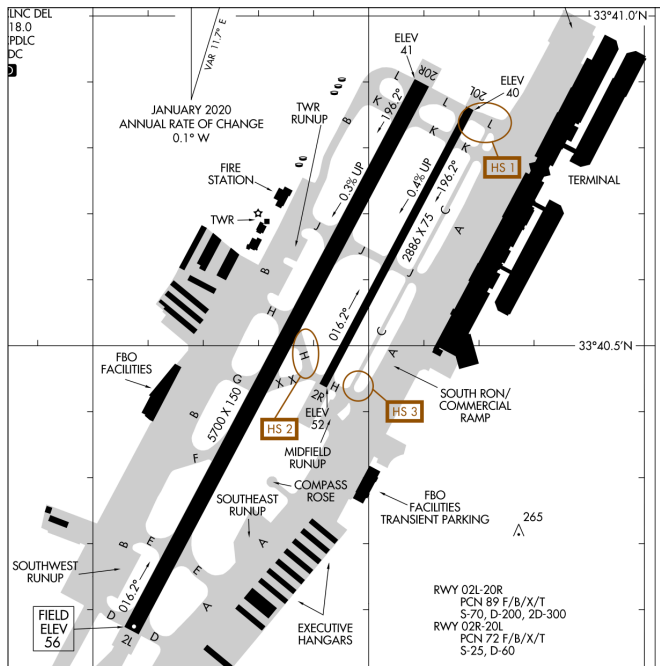 LNC DEL
18.0
PDLC
DC
D
VAR 11.7° E
JANUARY 2020
ANNUAL RATE OF CHANGE
0.1° W
33°41.0'N
ELEV
41
20R
20L
ELEV
40
L
L
L
K
K
K
196.2°
B
TWR
RUNUP
HS 1
TERMINAL
FIRE
STATION
TWR
0.3% UP
0.4% UP
196.2°
2886 X 75
C
A
J
J
J
B
H
016.2°
C
A
33°40.5'N
H
FBO
FACILITIES
G
X X
5700 X 150
B
F
2R
H
ELEV
52
HS 2
HS 3
SOUTH RON/
COMMERCIAL
RAMP
MIDFIELD
RUNUP
COMPASS
ROSE
SOUTHEAST
RUNUP
A
FBO
FACILITIES
TRANSIENT PARKING
265
B
E
E
SOUTHWEST
RUNUP
016.2°
A
D
D
2L
FIELD
ELEV
56
EXECUTIVE
HANGARS
RWY 02L-20R
PCN 89 F/B/X/T
S-70, D-200, 2D-300
RWY 02R-20L
PCN 72 F/B/X/T
S-25, D-60